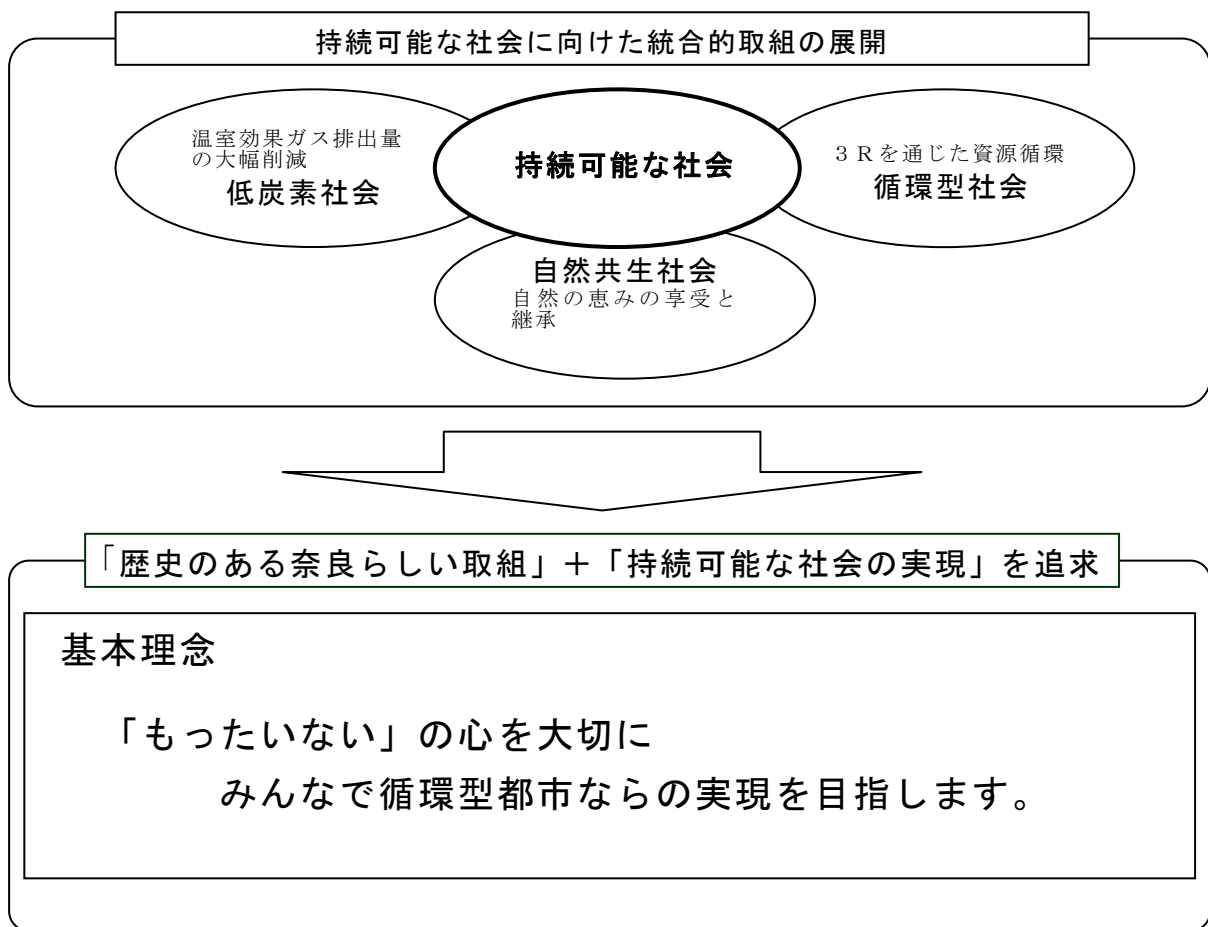 持続可能な社会に向けた統合的取組の展開
温室効果ガス排出量
の大幅削減
低炭素社会
持続可能な社会
３Ｒを通じた資源循環
循環型社会
自然共生社会
自然の恵みの享受と
継承
「歴史のある奈良らしい取組」＋「持続可能な社会の実現」を追求
基本理念
「もったいない」の心を大切に
みんなで循環型都市ならの実現を目指します。